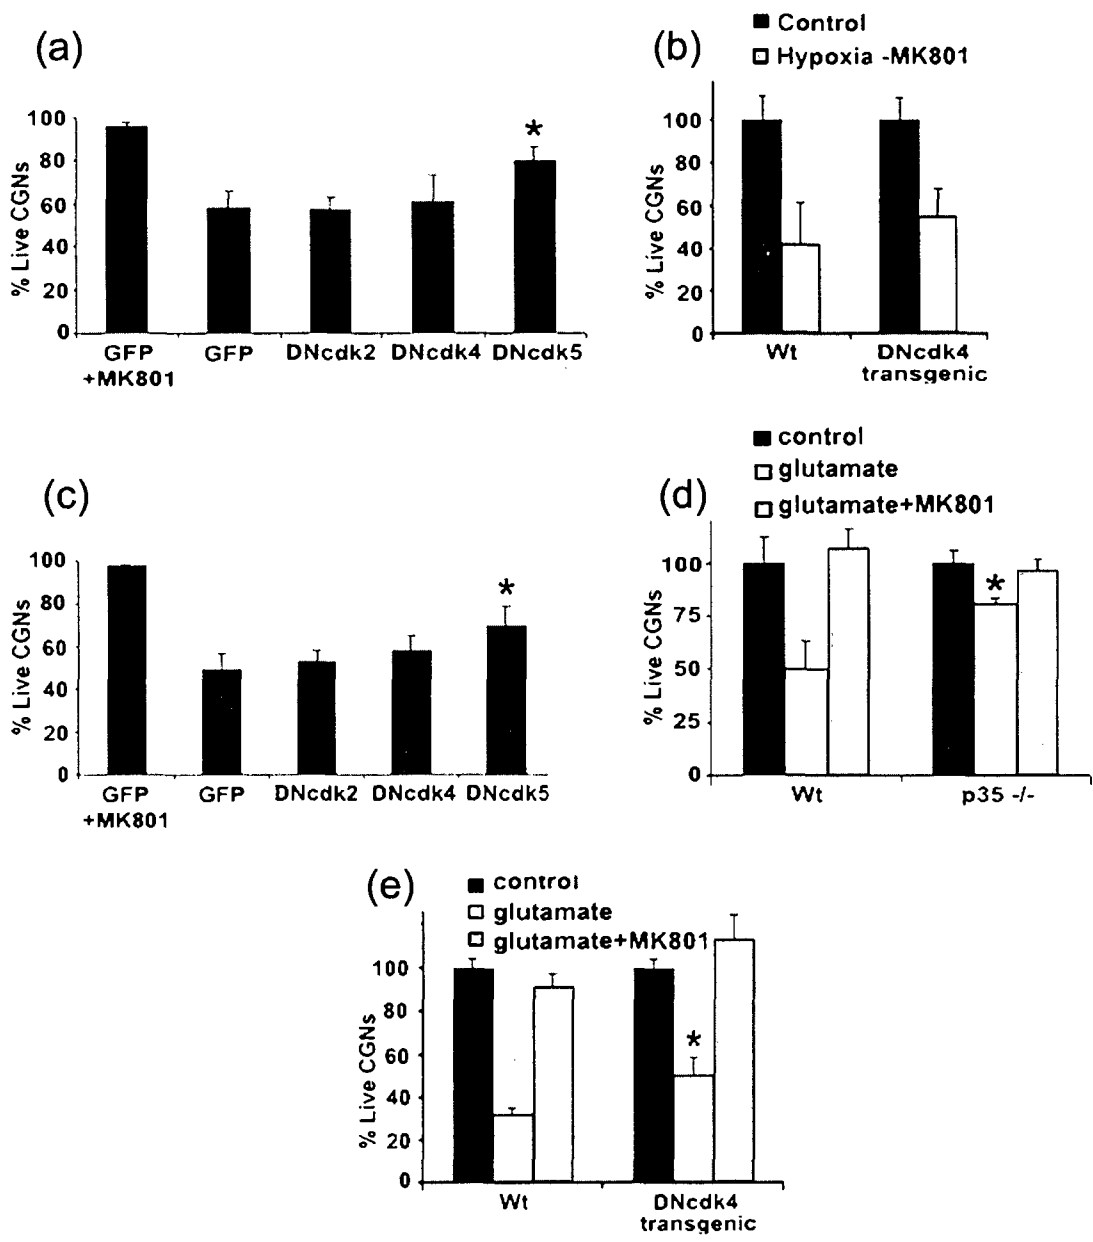 (a)
% Live CGNs
100
80
60
40
20
0
GFP +MK801
GFP
DNcdk2
DNcdk4
DNcdk5
*
(b)
Control
Hypoxia -MK801
% Live CGNs
100
80
60
40
20
0
Wt
DNcdk4
transgenic
(c)
% Live CGNs
100
80
60
40
20
0
GFP +MK801
GFP
DNcdk2
DNcdk4
DNcdk5
*
(d)
control
glutamate
glutamate+MK801
% Live CGNs
100
75
50
25
0
*
Wt
p35 -/-
(e)
control
glutamate
glutamate+MK801
% Live CGNs
100
80
60
40
20
0
*
Wt
DNcdk4
transgenic